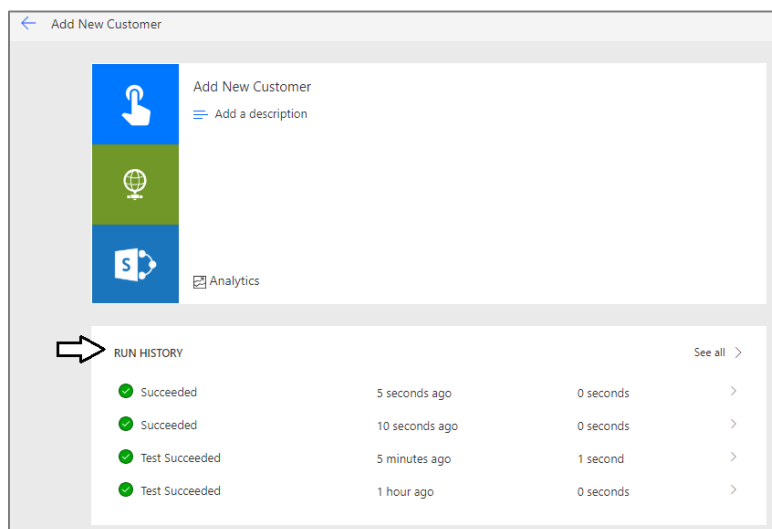 Add New Customer
Add New Customer
Add a description
S
Analytics
RUN HISTORY See all
Succeeded 5 seconds ago 0 seconds
Succeeded 10 seconds ago 0 seconds
Test Succeeded 5 minutes ago 1 second
Test Succeeded 1 hour ago 0 seconds